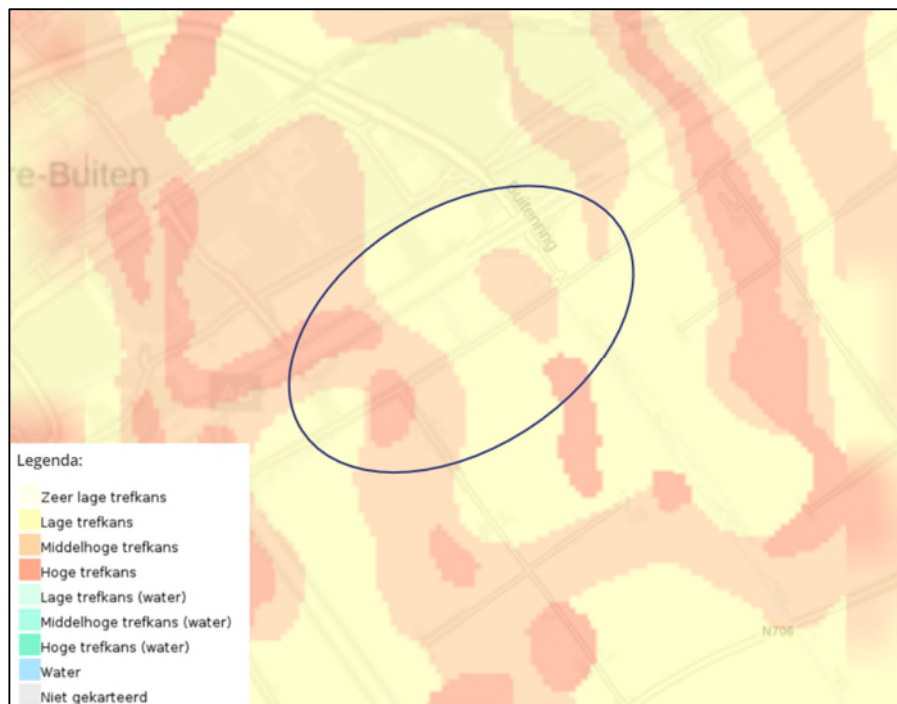 re-Buiten
Buitenring
A6
N706
Legenda:
Zeer lage trefkans
Lage trefkans
Middelhoge trefkans
Hoge trefkans
Lage trefkans (water)
Middelhoge trefkans (water)
Hoge trefkans (water)
Water
Niet gekarteerd